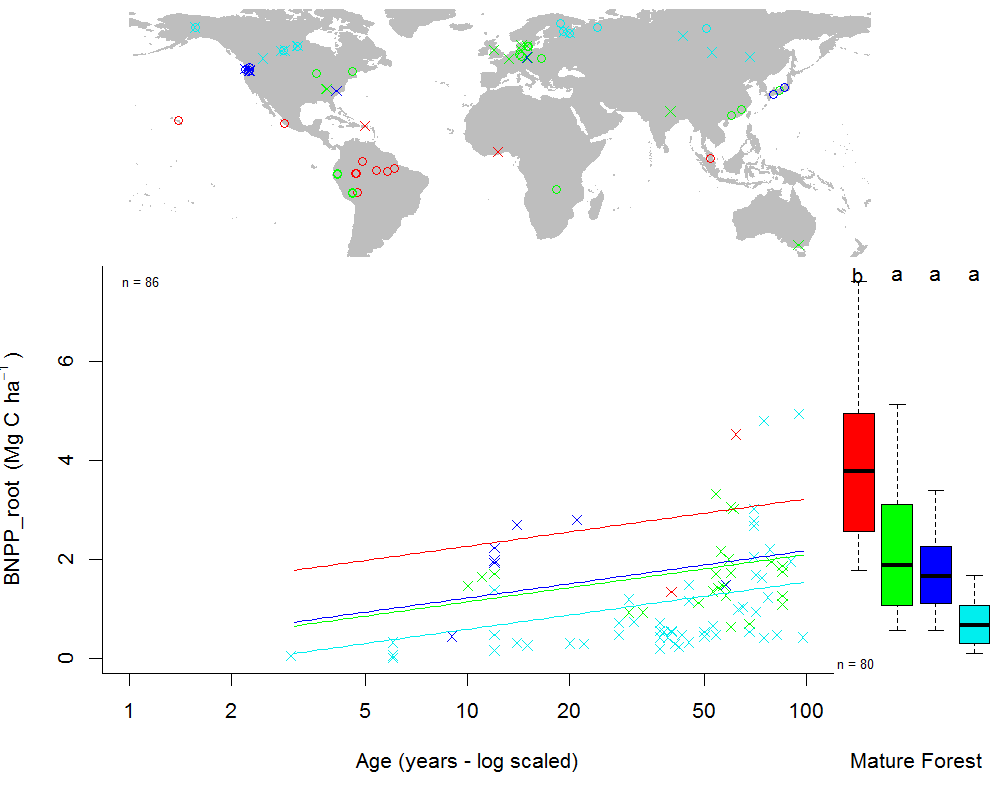 n = 86
b a a a
6
4
2
0
BNPP_root (Mg C ha⁻¹)
n = 80
1 2 5 10 20 50 100
Age (years - log scaled)
Mature Forest